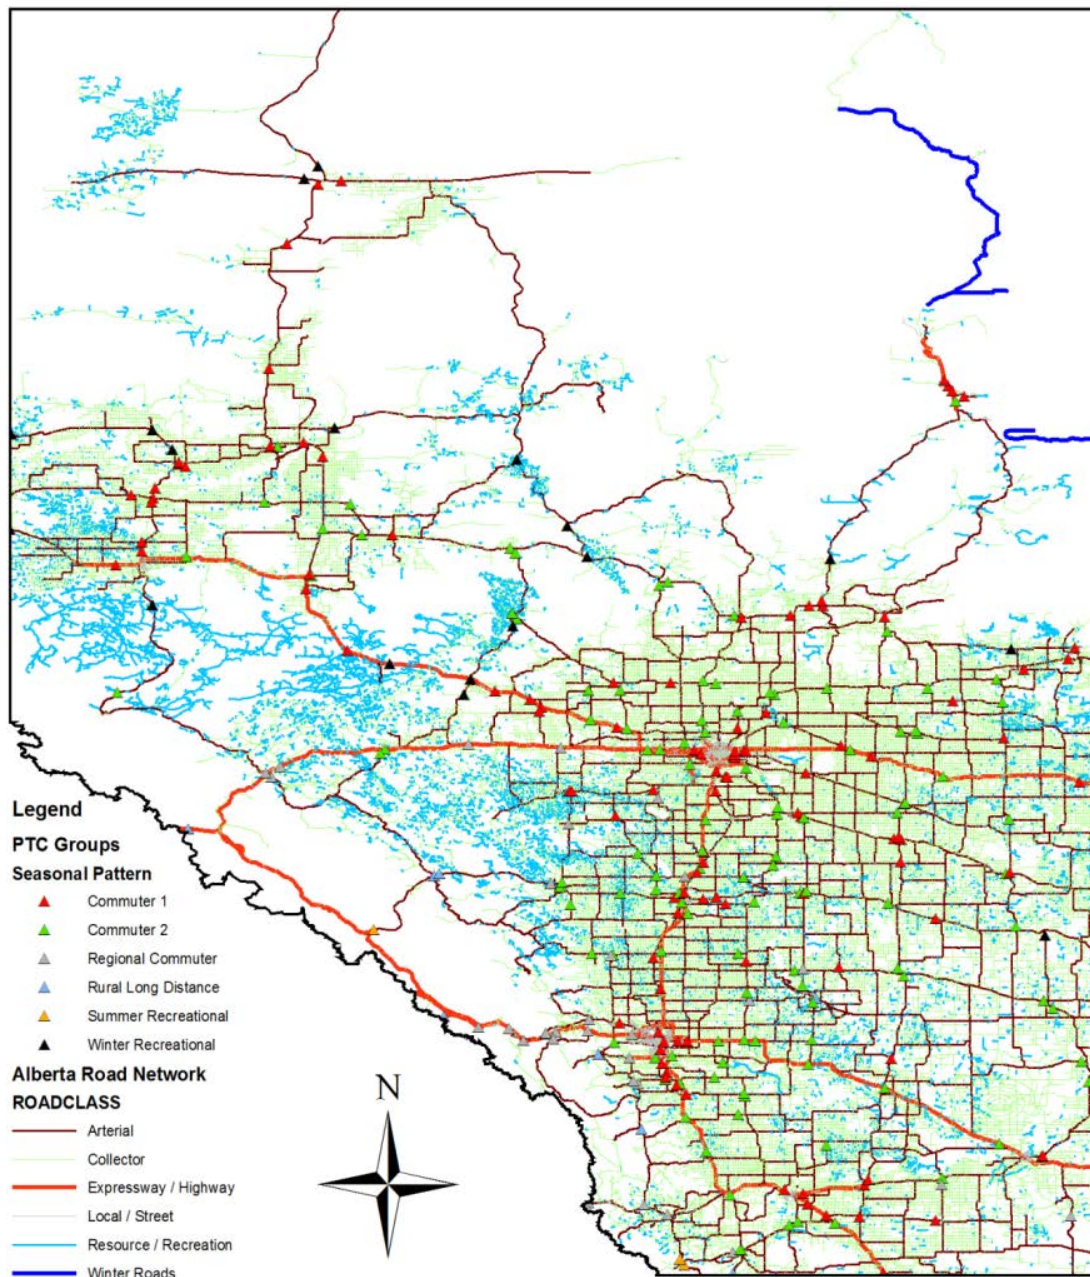 N
Legend
PTC Groups
Seasonal Pattern
Commuter 1
Commuter 2
Regional Commuter
Rural Long Distance
Summer Recreational
Winter Recreational
Alberta Road Network
ROADCLASS
Arterial
Collector
Expressway / Highway
Local / Street
Resource / Recreation
Winter Roads